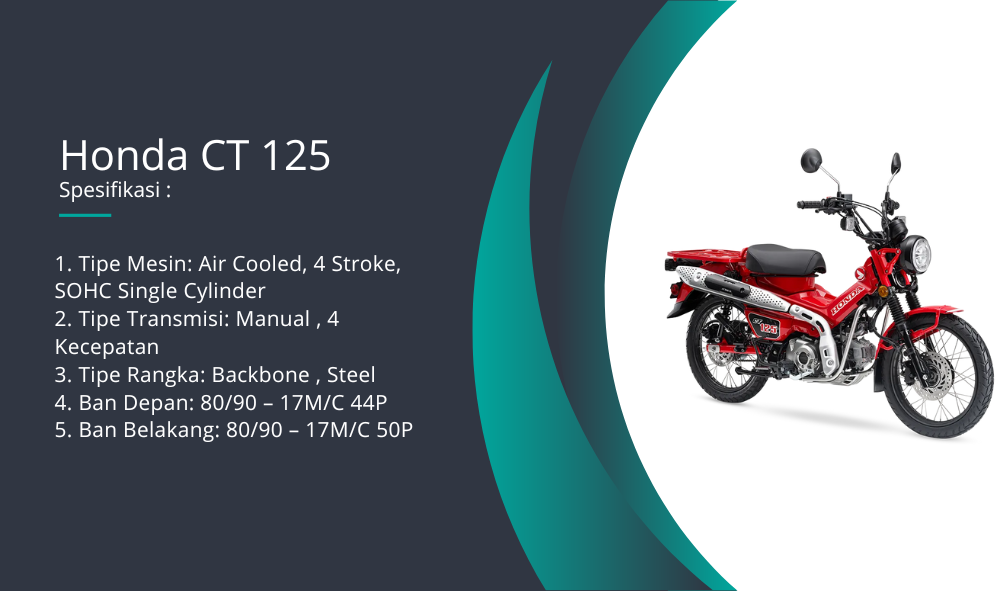 Honda CT 125
Spesifikasi :
1. Tipe Mesin: Air Cooled, 4 Stroke,
SOHC Single Cylinder
2. Tipe Transmisi: Manual , 4
Kecepatan
3. Tipe Rangka: Backbone , Steel
4. Ban Depan: 80/90 – 17M/C 44P
5. Ban Belakang: 80/90 – 17M/C 50P
HONDA
125